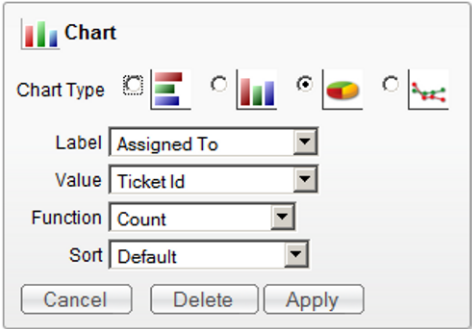 Chart
Chart Type
Label Assigned To
Value Ticket Id
Function Count
Sort Default
Cancel Delete Apply